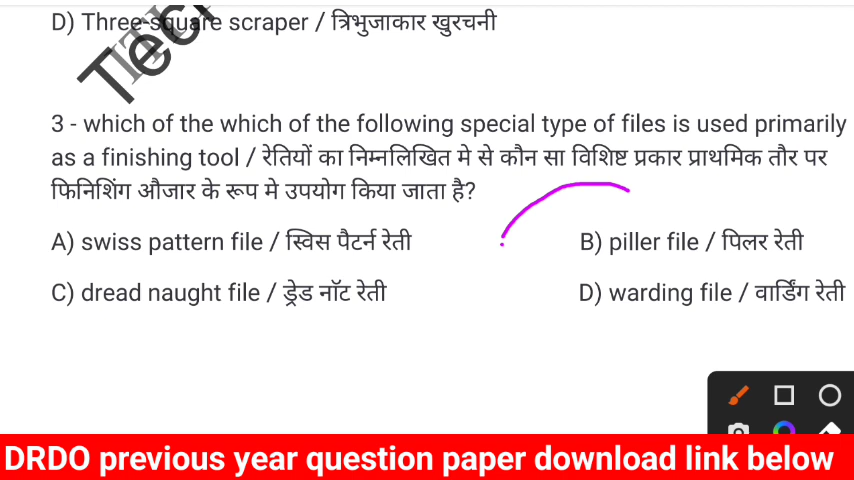 D) Three-square scraper / त्रिभुजाकार खुरचनी
3 - which of the which of the following special type of files is used primarily
as a finishing tool / रेतियों का निम्नलिखित मे से कौन सा विशिष्ट प्रकार प्राथमिक तौर पर
फिनिशिंग औजार के रूप मे उपयोग किया जाता है?
A) swiss pattern file / स्विस पैटर्न रेती B) piller file / पिलर रेती
C) dread naught file / ड्रेड नॉट रेती D) warding file / वार्डिंग रेती
DRDO previous year question paper download link below